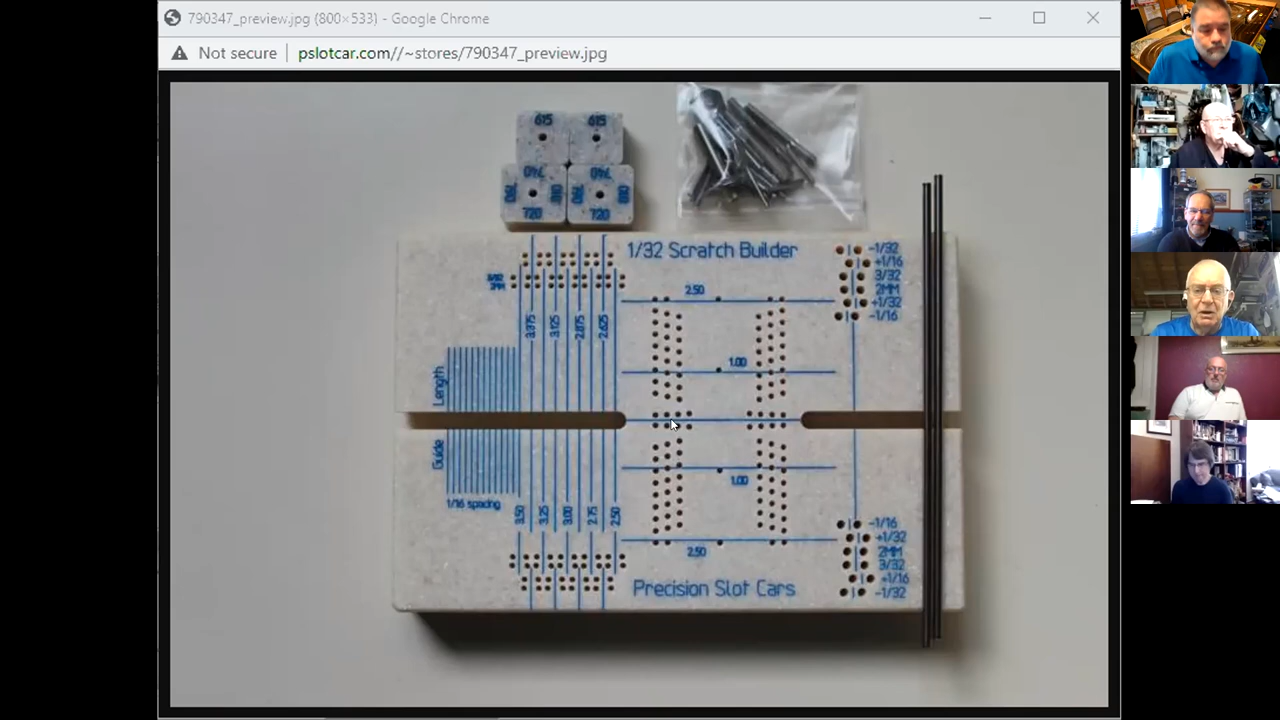 790347_preview.jpg (800×533) - Google Chrome
Not secure
pslotcar.com//~stores/790347_preview.jpg
615 615
740 740
790 810 790 810
720 720
1/32 Scratch Builder
-1/32
+1/16
3/32
2MM
+1/32
-1/16
2.50
3.375 3.125 2.875 2.625
1.00
Length
Guide
1.00
1/16 spacing
3.50 3.25 3.00 2.75 2.50
2.50
-1/16
+1/32
2MM
3/32
+1/16
-1/32
Precision Slot Cars